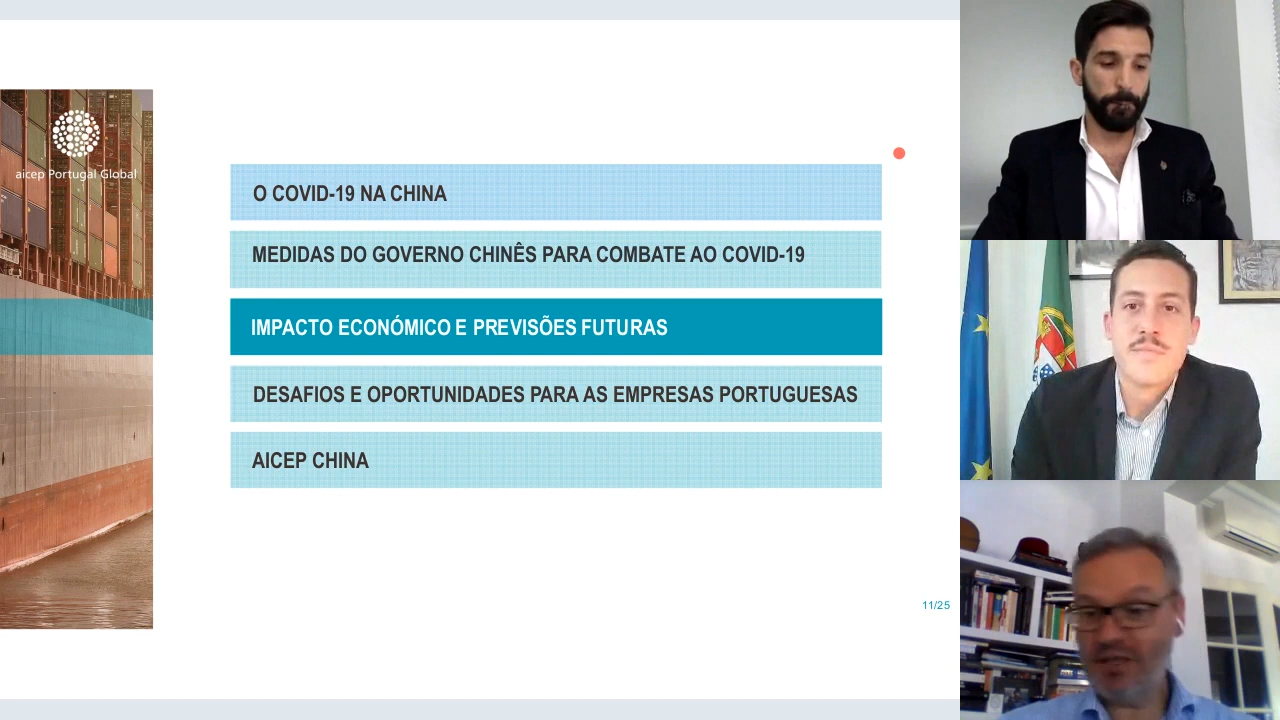 aicep Portugal Global
O COVID-19 NA CHINA
MEDIDAS DO GOVERNO CHINÊS PARA COMBATE AO COVID-19
IMPACTO ECONÓMICO E PREVISÕES FUTURAS
DESAFIOS E OPORTUNIDADES PARA AS EMPRESAS PORTUGUESAS
AICEP CHINA
11/25